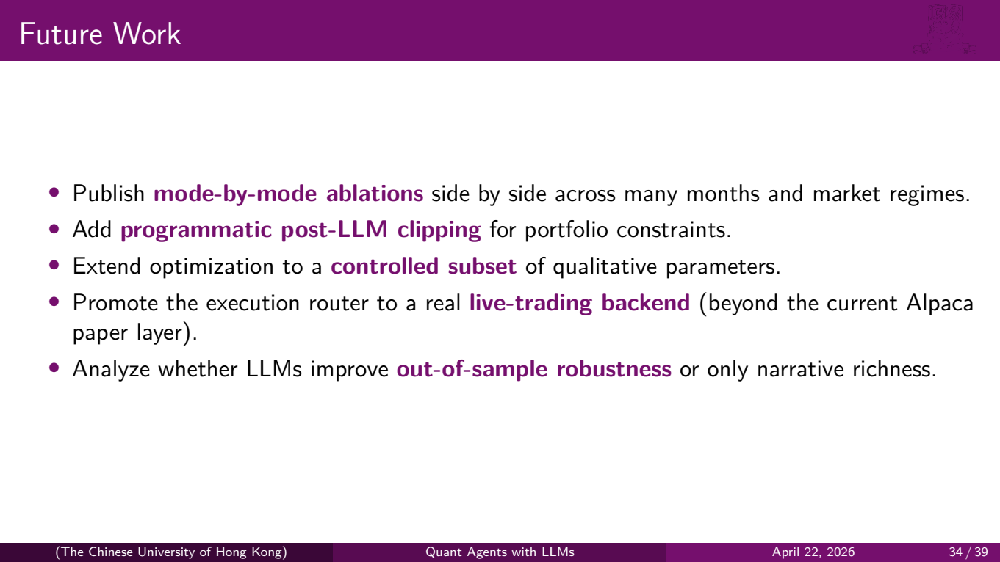 Future Work
• Publish mode-by-mode ablations side by side across many months and market regimes.
• Add programmatic post-LLM clipping for portfolio constraints.
• Extend optimization to a controlled subset of qualitative parameters.
• Promote the execution router to a real live-trading backend (beyond the current Alpaca
paper layer).
• Analyze whether LLMs improve out-of-sample robustness or only narrative richness.
(The Chinese University of Hong Kong) Quant Agents with LLMs April 22, 2026 34 / 39